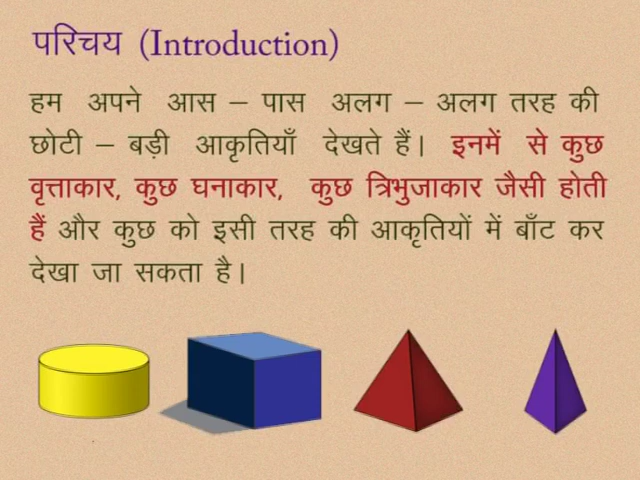 परिचय (Introduction)
हम अपने आस – पास अलग – अलग तरह की
छोटी – बड़ी आकृतियाँ देखते हैं। इनमें से कुछ
वृत्ताकार, कुछ घनाकार, कुछ त्रिभुजाकार जैसी होती
हैं और कुछ को इसी तरह की आकृतियों में बाँट कर
देखा जा सकता है।